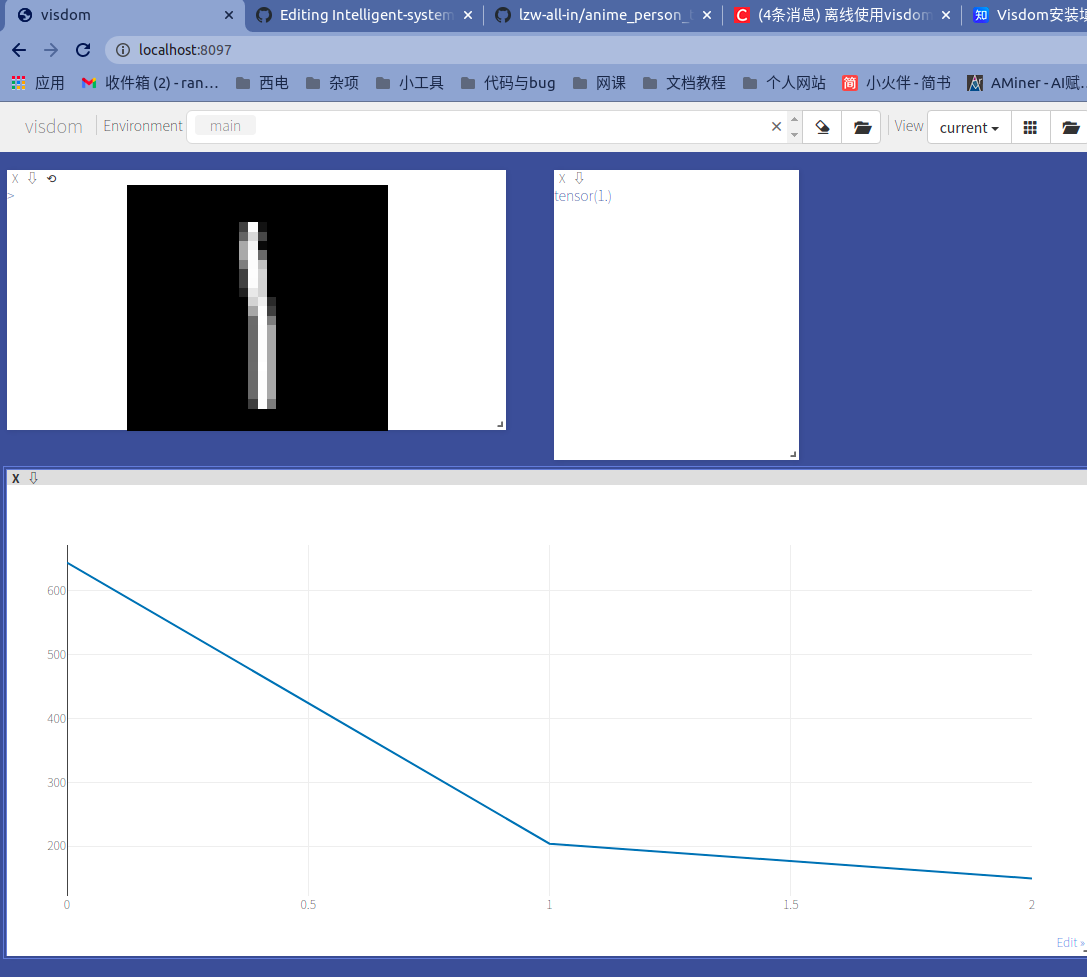 visdom
Editing Intelligent-system
lzw-all-in/anime_person_
(4条消息) 离线使用visdom
知 Visdom安装填
localhost:8097
应用 收件箱 (2) - ran... 西电 杂项 小工具 代码与bug 网课 文档教程 个人网站 简 小火伴 - 简书 AMiner - AI赋...
visdom Environment main View current
X
>
X
tensor(1.)
X
600
500
400
300
200
0 0.5 1 1.5 2
Edit »